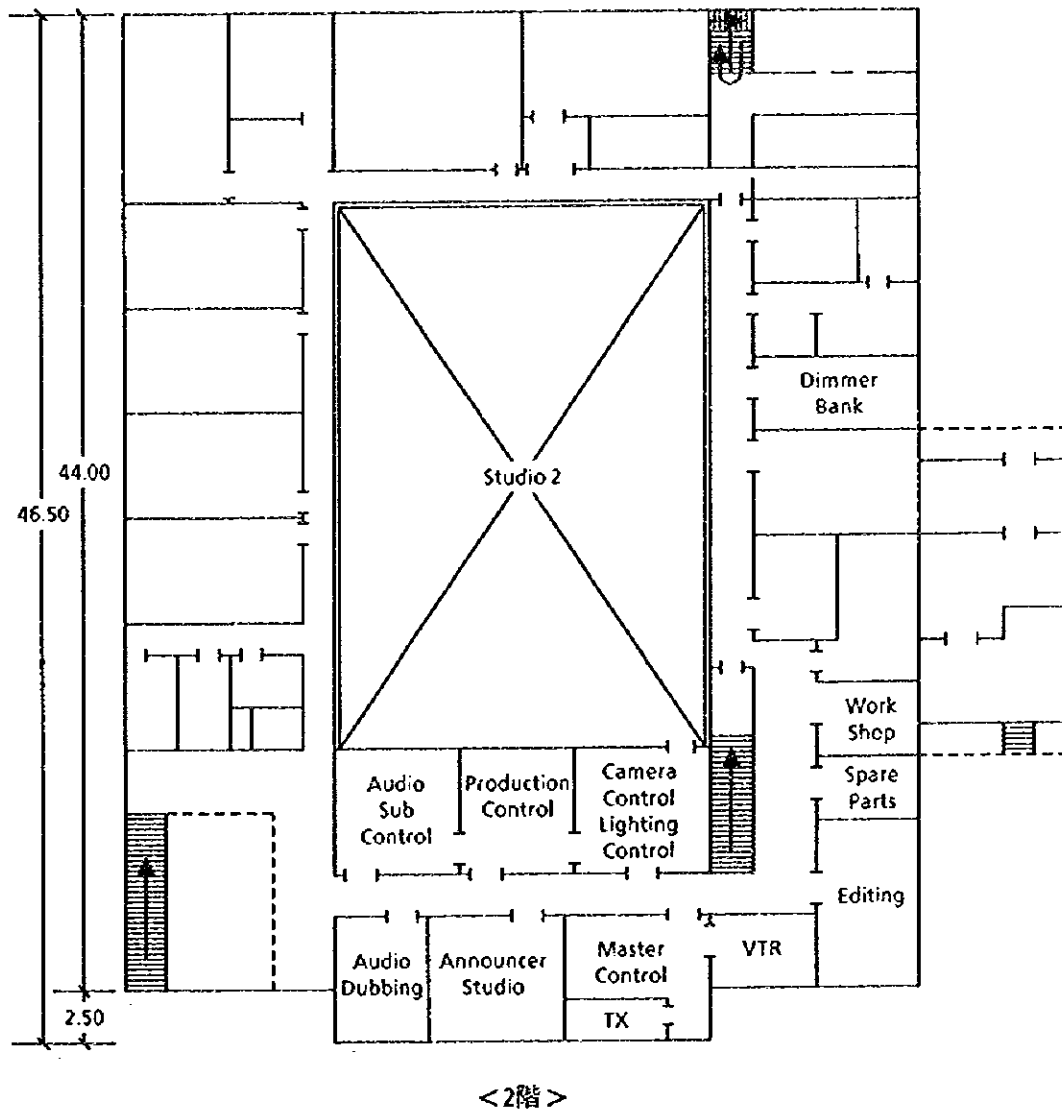 Dimmer
Bank
44.00
46.50
Studio 2
Work
Shop
Audio
Sub
Control
Production
Control
Camera
Control
Lighting
Control
Spare
Parts
Editing
Audio
Dubbing
Announcer
Studio
Master
Control
VTR
TX
2.50
<2階>